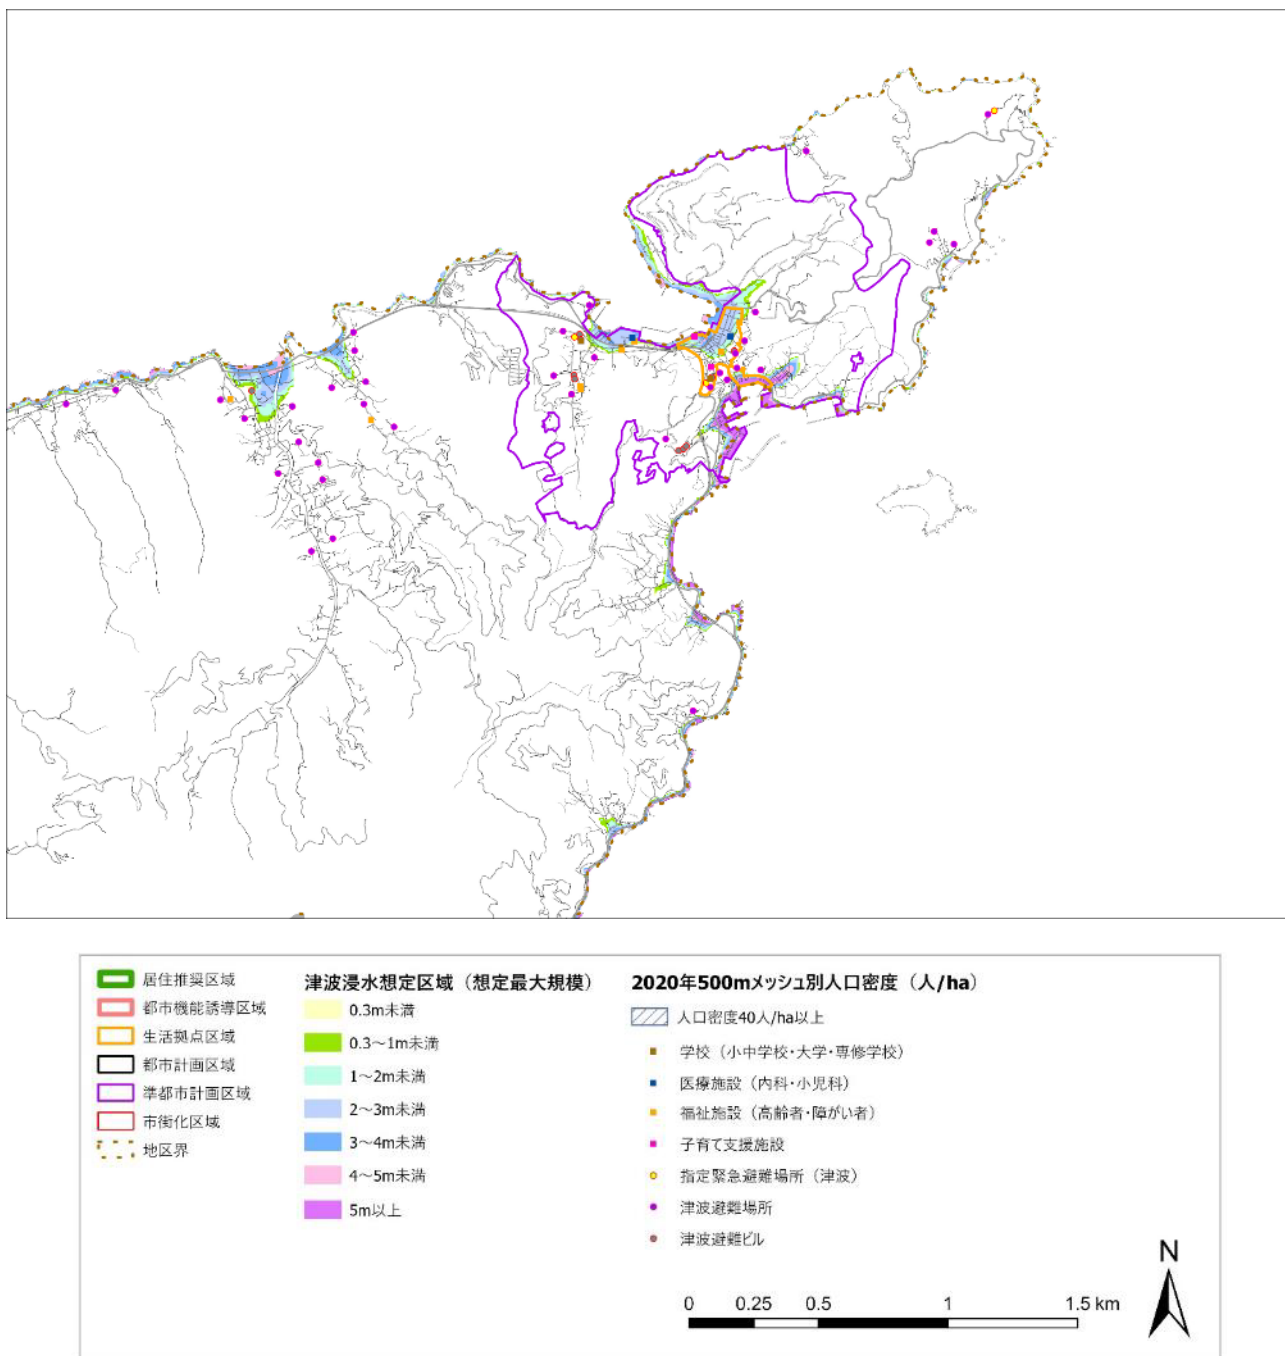 居住推奨区域
都市機能誘導区域
生活拠点区域
都市計画区域
準都市計画区域
市街化区域
地区界
津波浸水想定区域（想定最大規模）
0.3m未満
0.3～1m未満
1～2m未満
2～3m未満
3～4m未満
4～5m未満
5m以上
2020年500mメッシュ別人口密度（人/ha）
人口密度40人/ha以上
学校（小中学校・大学・専修学校）
医療施設（内科・小児科）
福祉施設（高齢者・障がい者）
子育て支援施設
指定緊急避難場所（津波）
津波避難場所
津波避難ビル
N
0 0.25 0.5 1 1.5 km